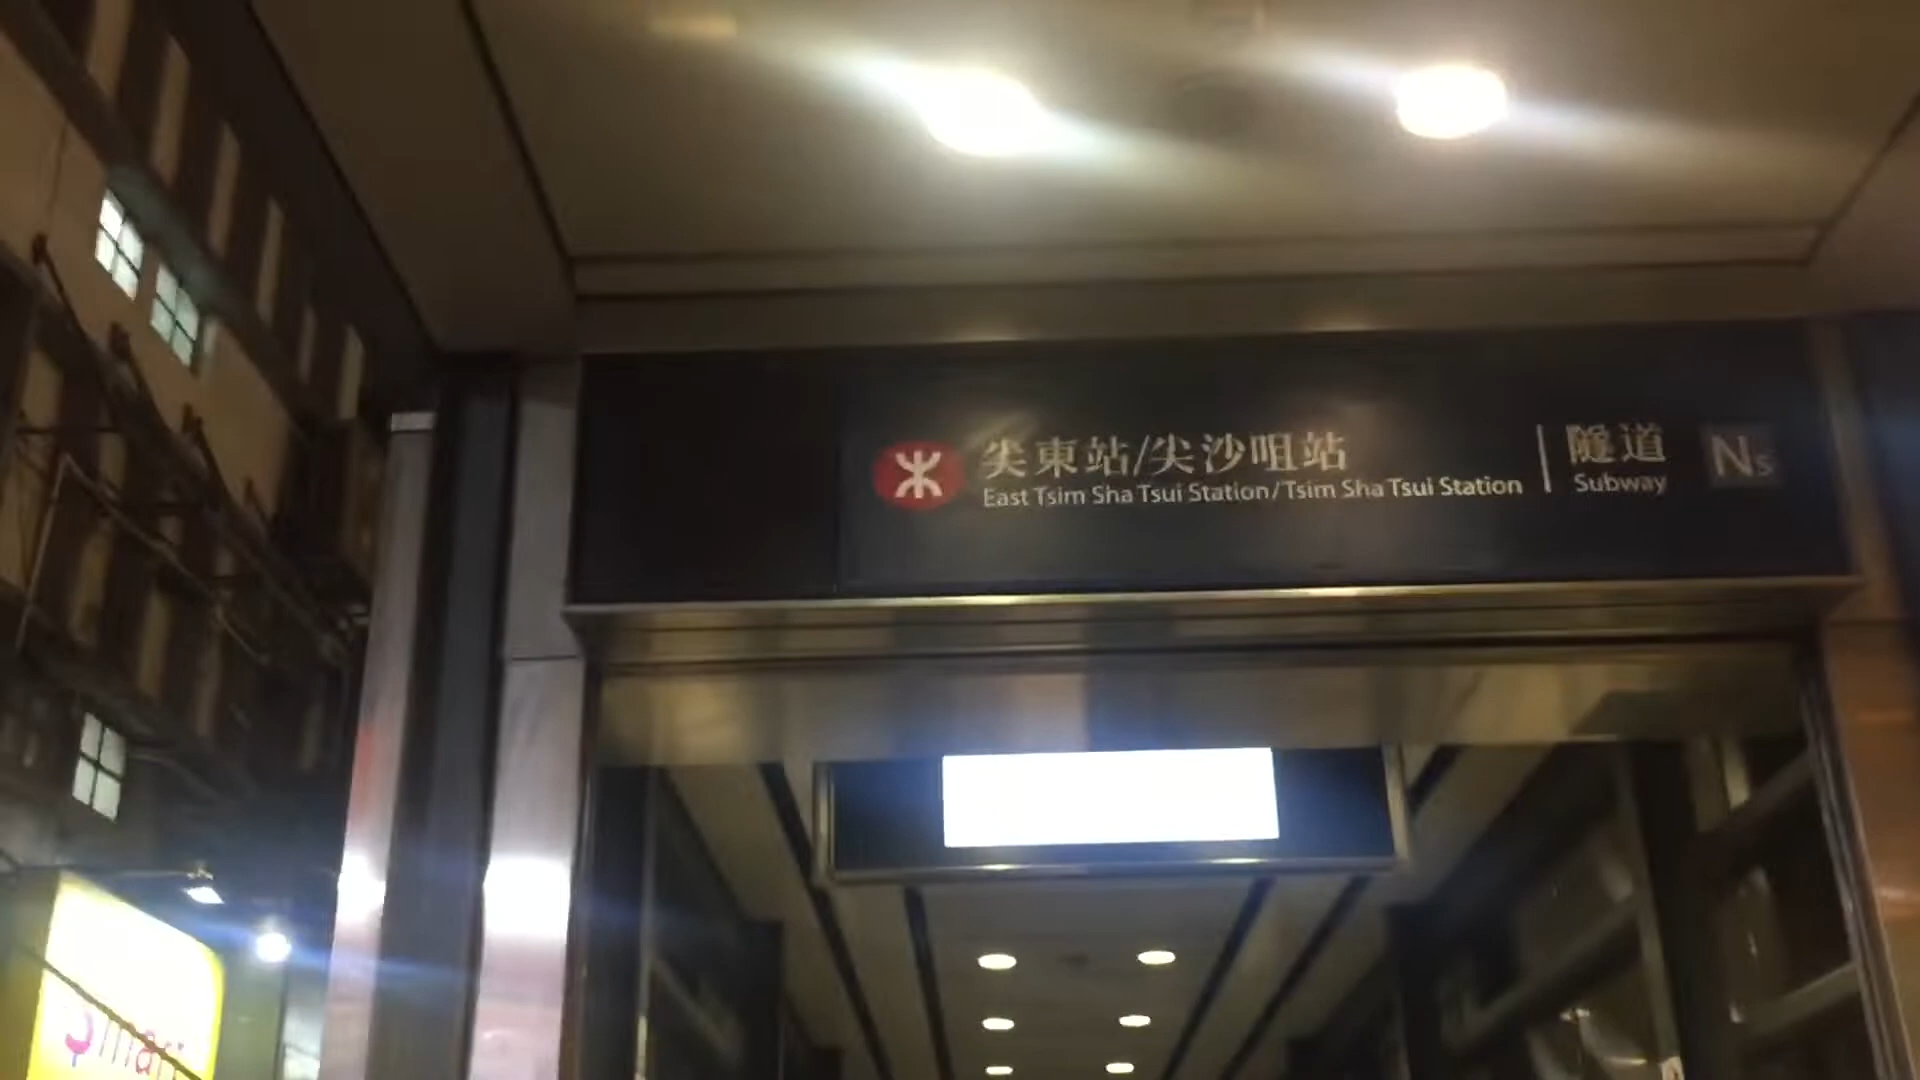 尖東站/尖沙咀站
East Tsim Sha Tsui Station/Tsim Sha Tsui Station
隧道
Subway
N5
smart